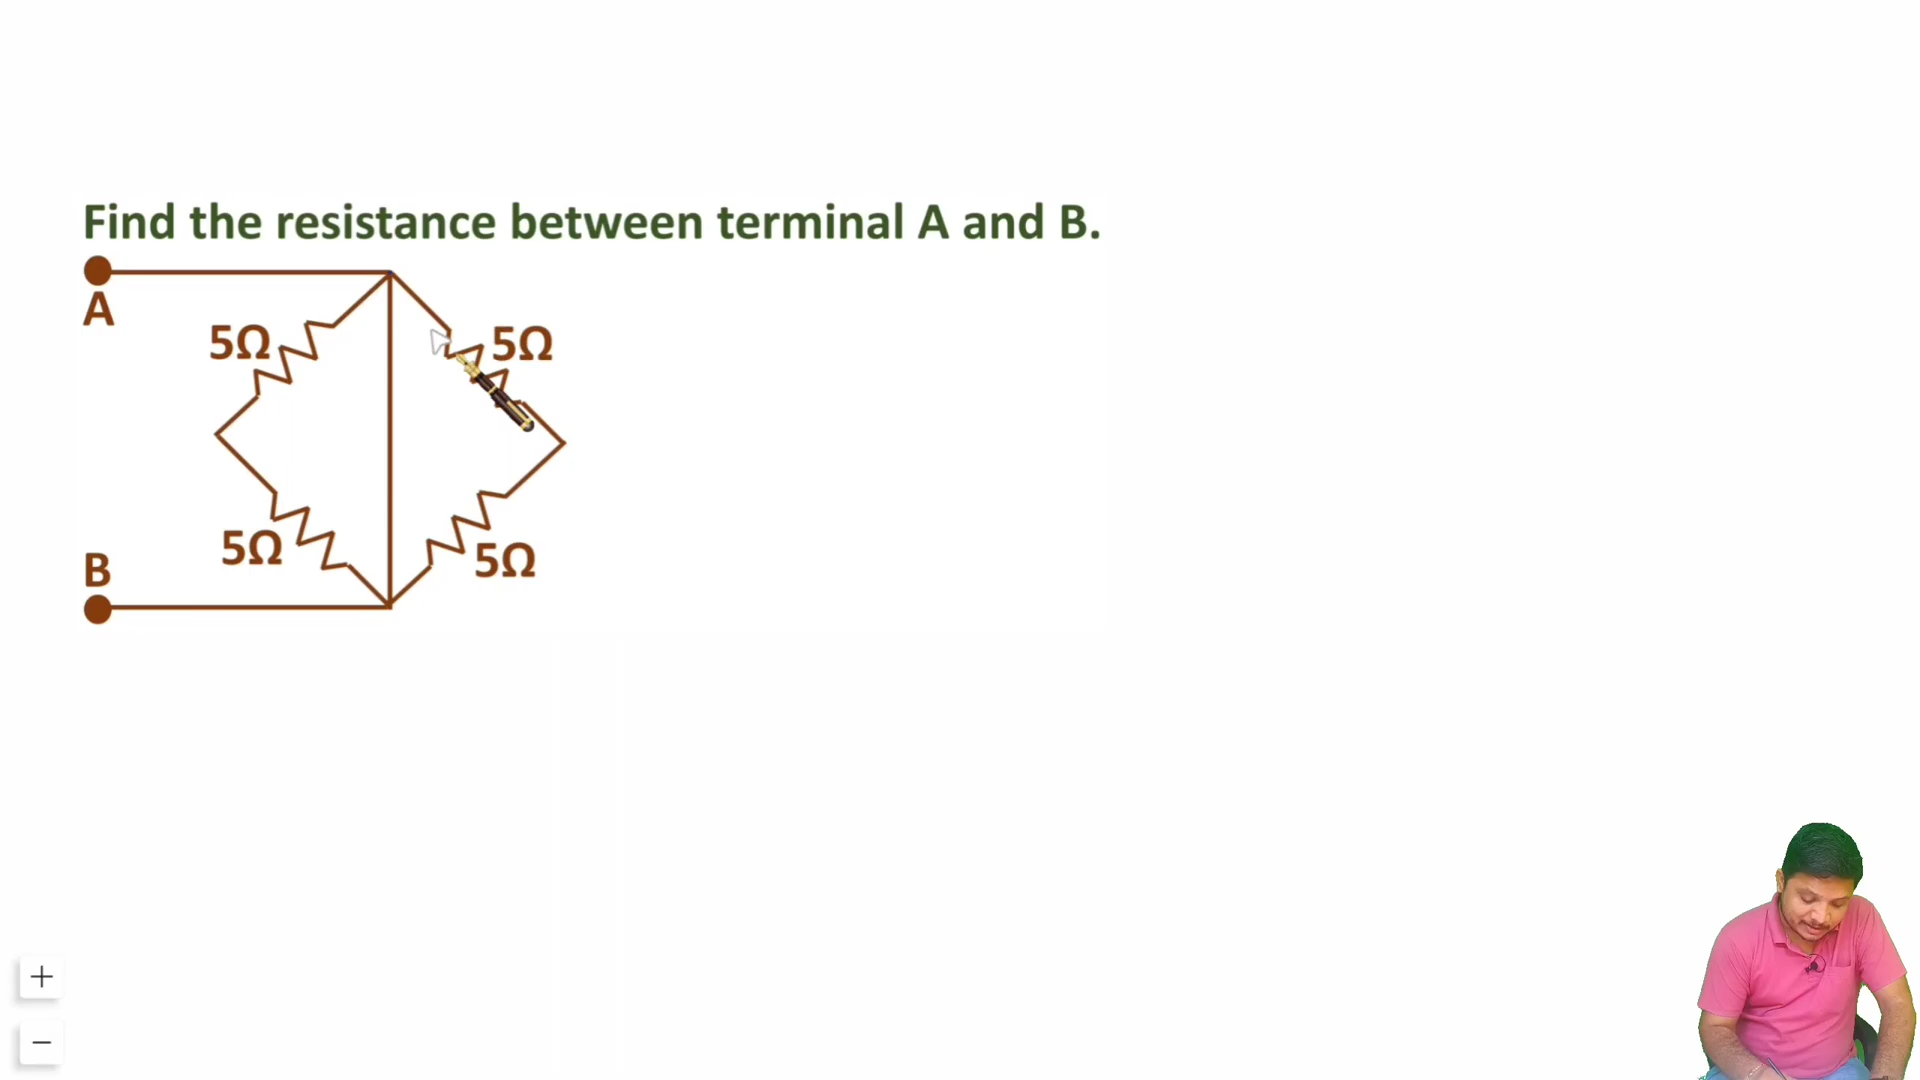 Find the resistance between terminal A and B.
A
5Ω
5Ω
5Ω
5Ω
B